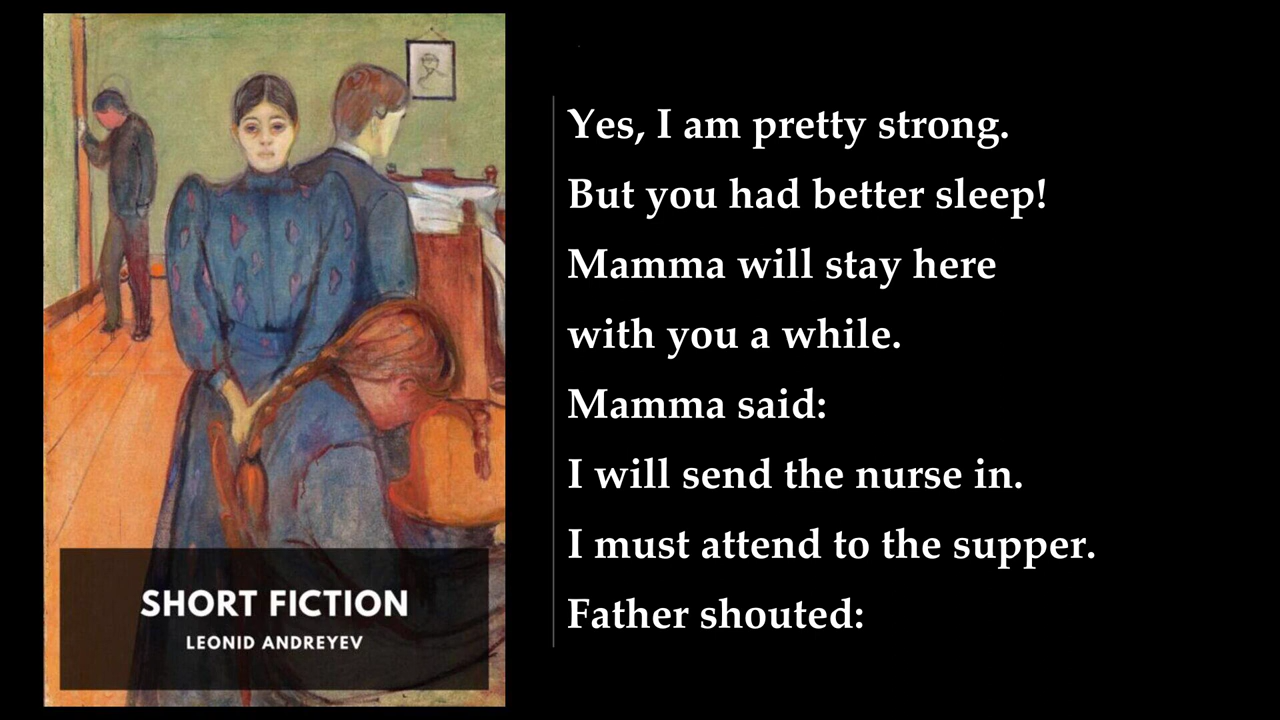 SHORT FICTION
LEONID ANDREYEV
Yes, I am pretty strong.
But you had better sleep!
Mamma will stay here
with you a while.
Mamma said:
I will send the nurse in.
I must attend to the supper.
Father shouted: